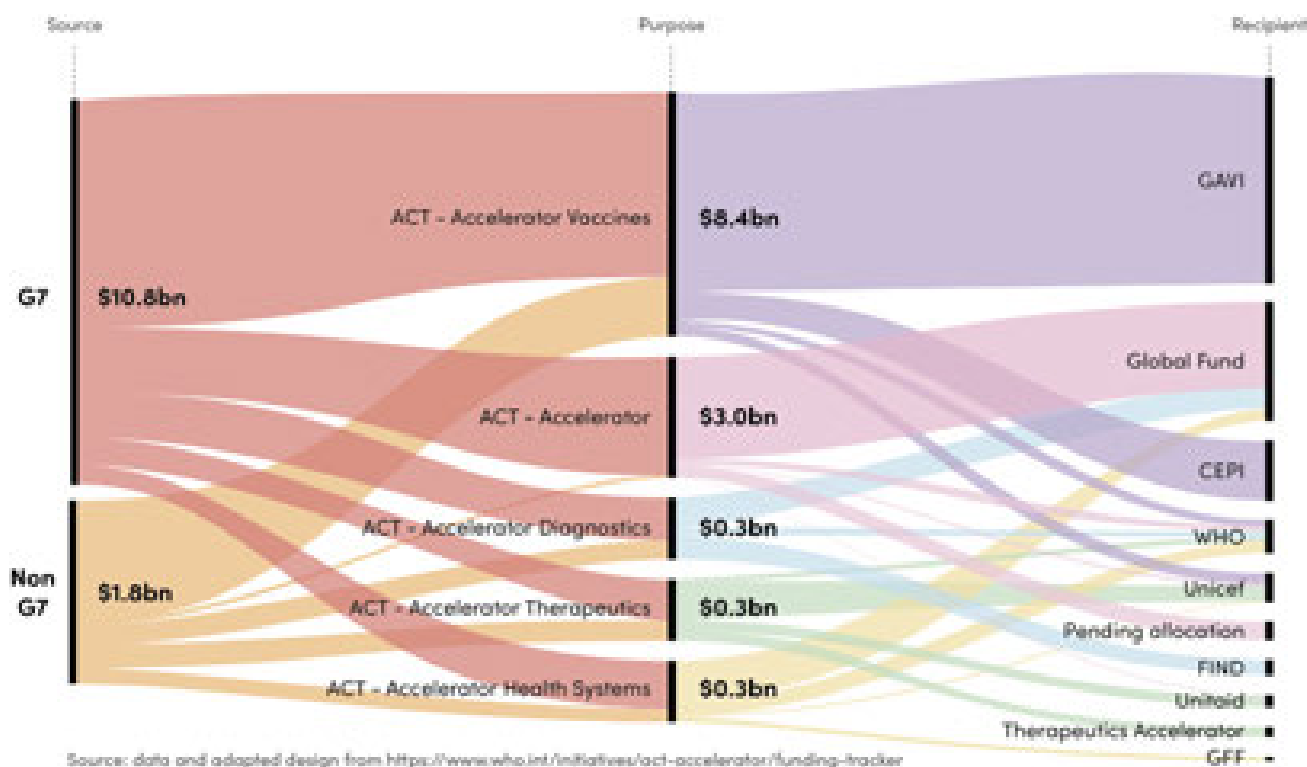 Source
Purpose
Recipient
GAVI
ACT - Accelerator Vaccines
$8.4bn
G7
$10.8bn
Global Fund
ACT - Accelerator
$3.0bn
CEPI
ACT - Accelerator Diagnostics
$0.3bn
WHO
Non
G7
$1.8bn
Unicef
ACT - Accelerator Therapeutics
$0.3bn
Pending allocation
FIND
ACT - Accelerator Health Systems
$0.3bn
Unitaid
Therapeutics Accelerator
GFF
Source: data and adapted design from https://www.who.int/initiatives/act-accelerator/funding-tracker